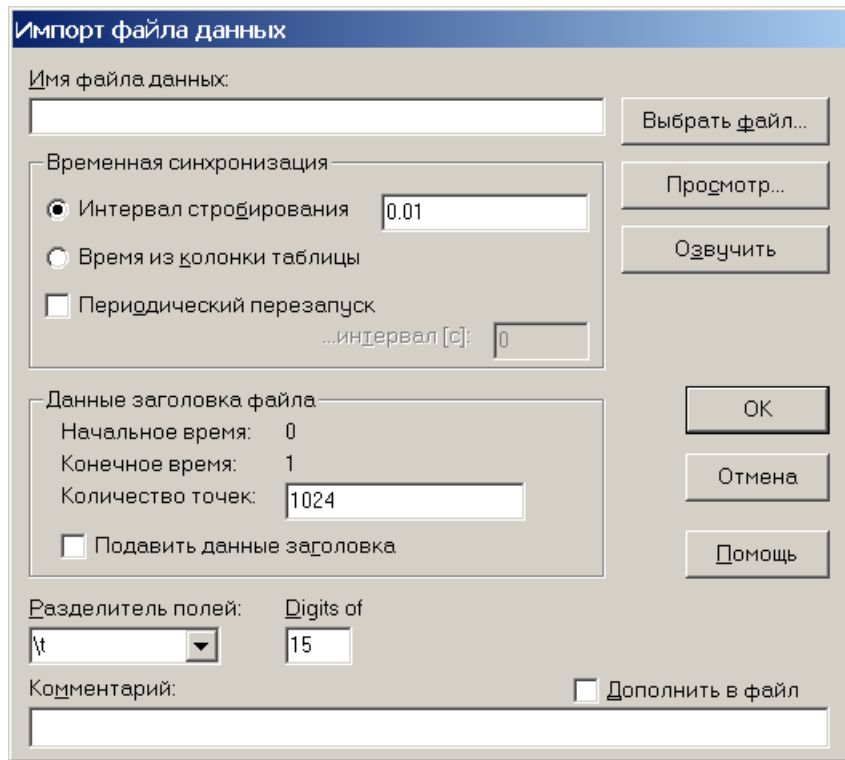 Импорт файла данных
Имя файла данных:
Выбрать файл...
Временная синхронизация
Просмотр...
Интервал стробирования 0.01
Озвучить
Время из колонки таблицы
Периодический перезапуск
...интервал [с]: 0
Данные заголовка файла
OK
Начальное время: 0
Конечное время: 1
Отмена
Количество точек: 1024
Подавить данные заголовка
Помощь
Разделитель полей: Digits of
\t 15
Комментарий: Дополнить в файл